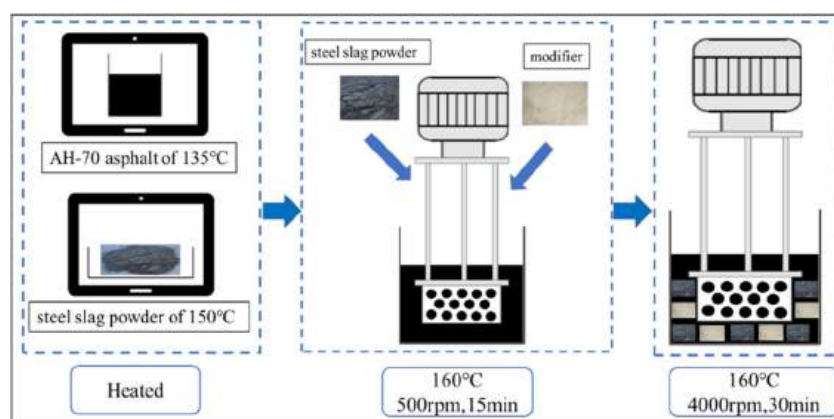 AH-70 asphalt of 135℃
steel slag powder of 150℃
Heated
steel slag powder
modifier
160℃
500rpm,15min
160℃
4000rpm,30min